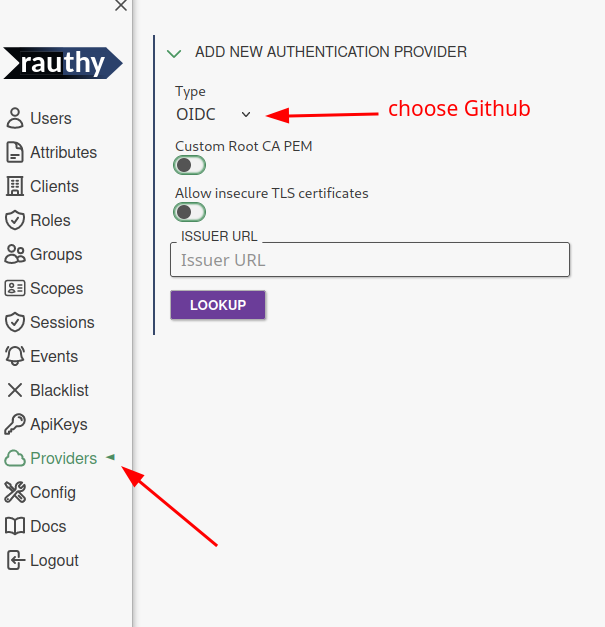 rauthy
Users
Attributes
Clients
Roles
Groups
Scopes
Sessions
Events
Blacklist
ApiKeys
Providers
Config
Docs
Logout
ADD NEW AUTHENTICATION PROVIDER
Type
OIDC
choose Github
Custom Root CA PEM
Allow insecure TLS certificates
ISSUER URL
Issuer URL
LOOKUP